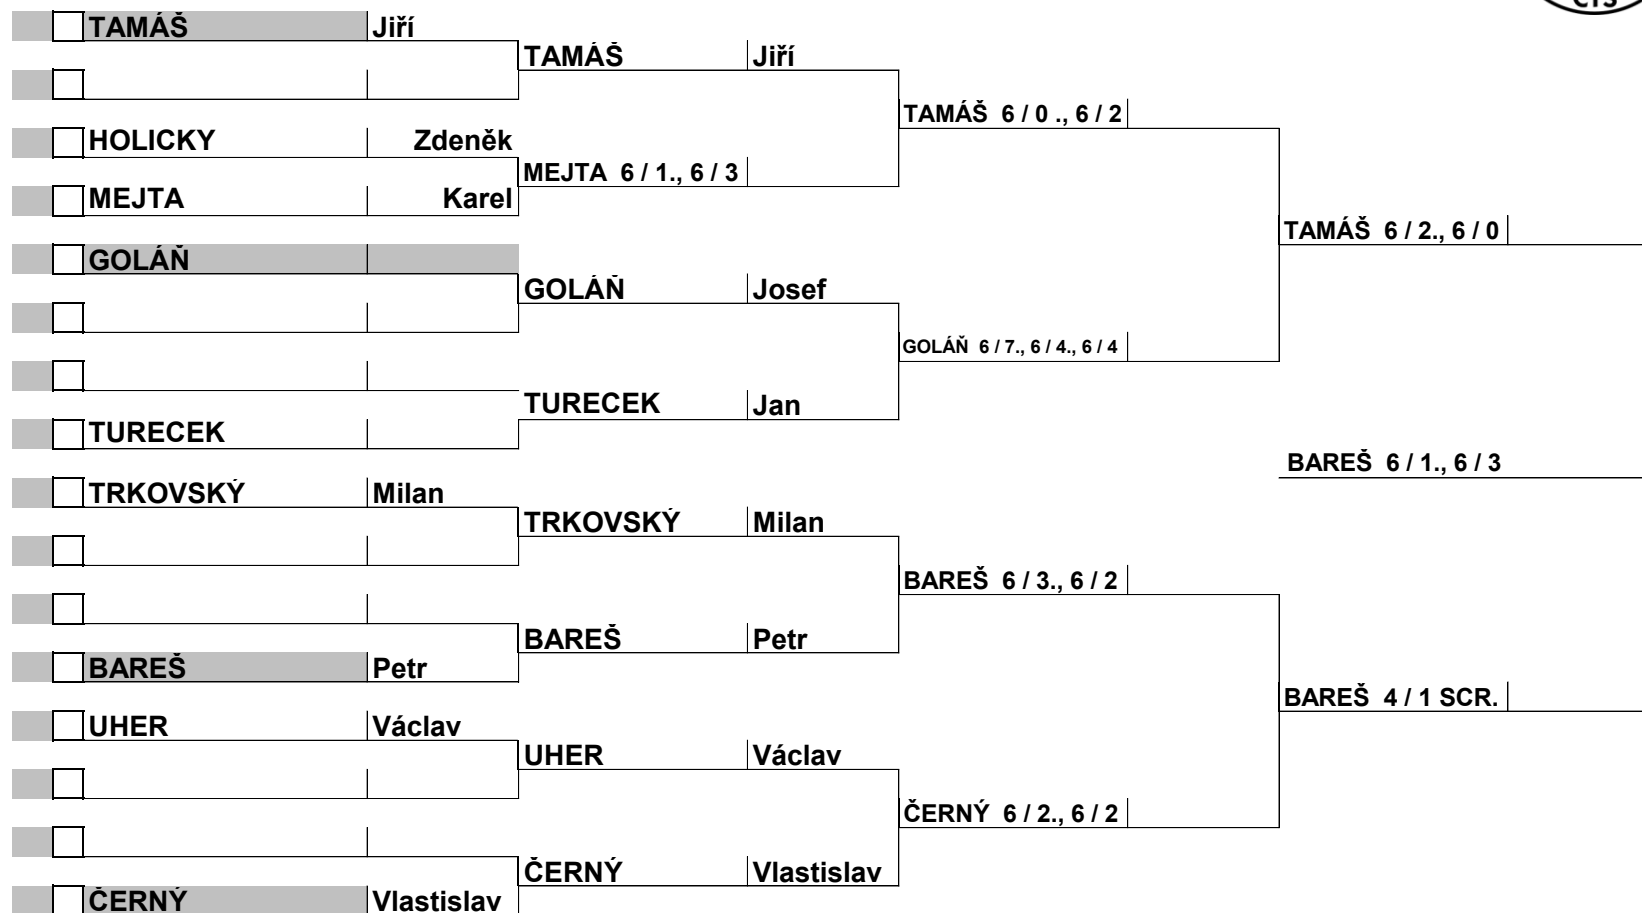 TAMÁŠ Jiří
TAMÁŠ Jiří
TAMÁŠ 6 / 0 ., 6 / 2
HOLICKY Zdeněk
MEJTA 6 / 1., 6 / 3
MEJTA Karel
TAMÁŠ 6 / 2., 6 / 0
GOLÁŇ
GOLÁŇ Josef
GOLÁŇ 6 / 7., 6 / 4., 6 / 4
TURECEK Jan
TURECEK
BAREŠ 6 / 1., 6 / 3
TRKOVSKÝ Milan
TRKOVSKÝ Milan
BAREŠ 6 / 3., 6 / 2
BAREŠ Petr
BAREŠ Petr
BAREŠ 4 / 1 SCR.
UHER Václav
UHER Václav
ČERNÝ 6 / 2., 6 / 2
ČERNÝ Vlastislav
ČERNÝ Vlastislav